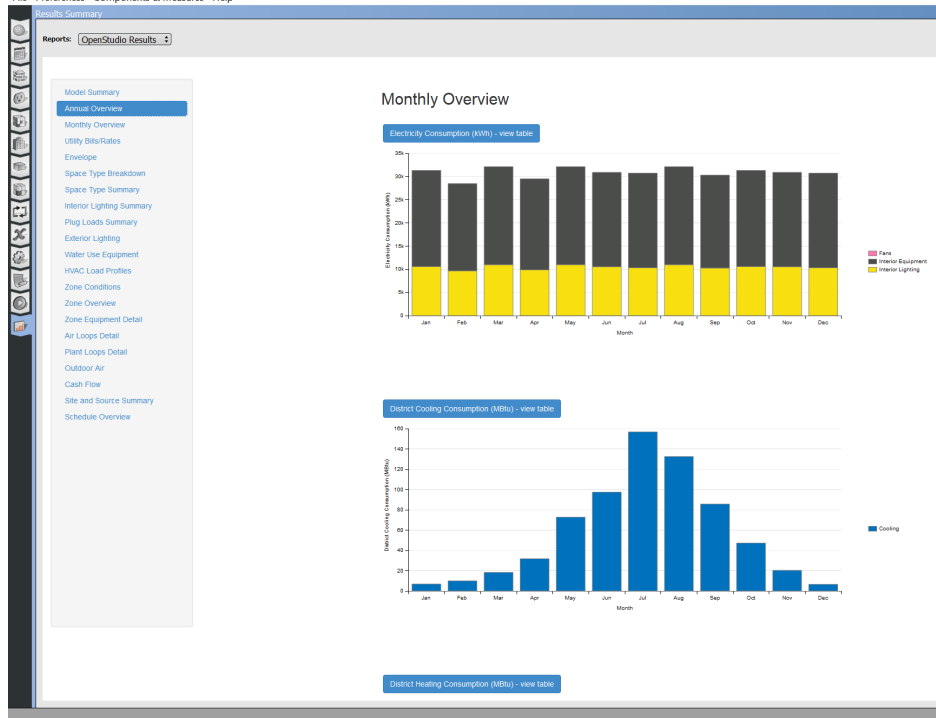 Results Summary
Reports: OpenStudio Results
Model Summary
Annual Overview
Monthly Overview
Utility Bills/Rates
Envelope
Space Type Breakdown
Space Type Summary
Interior Lighting Summary
Plug Loads Summary
Exterior Lighting
Water Use Equipment
HVAC Load Profiles
Zone Conditions
Zone Overview
Zone Equipment Detail
Air Loops Detail
Plant Loops Detail
Outdoor Air
Cash Flow
Site and Source Summary
Schedule Overview
Monthly Overview
Electricity Consumption (kWh) - view table
Electricity Consumption (kWh)
35k
30k
25k
20k
15k
10k
5k
0
Jan Feb Mar Apr May Jun Jul Aug Sep Oct Nov Dec
Month
Fans
Interior Equipment
Interior Lighting
District Cooling Consumption (MBtu) - view table
District Cooling Consumption (MBtu)
160
140
120
100
80
60
40
20
0
Jan Feb Mar Apr May Jun Jul Aug Sep Oct Nov Dec
Month
Cooling
District Heating Consumption (MBtu) - view table